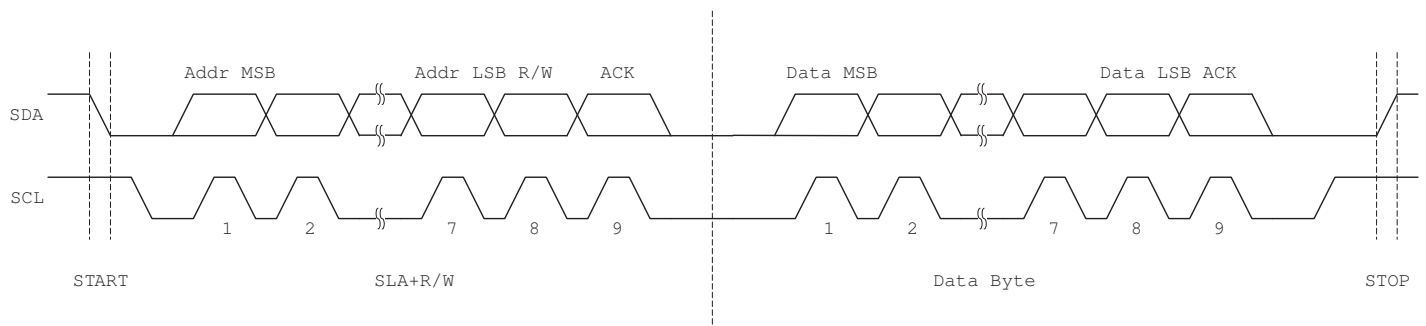 Addr MSB Addr LSB R/W ACK Data MSB Data LSB ACK
SDA
SCL
1 2 7 8 9 1 2 7 8 9
START SLA+R/W Data Byte STOP